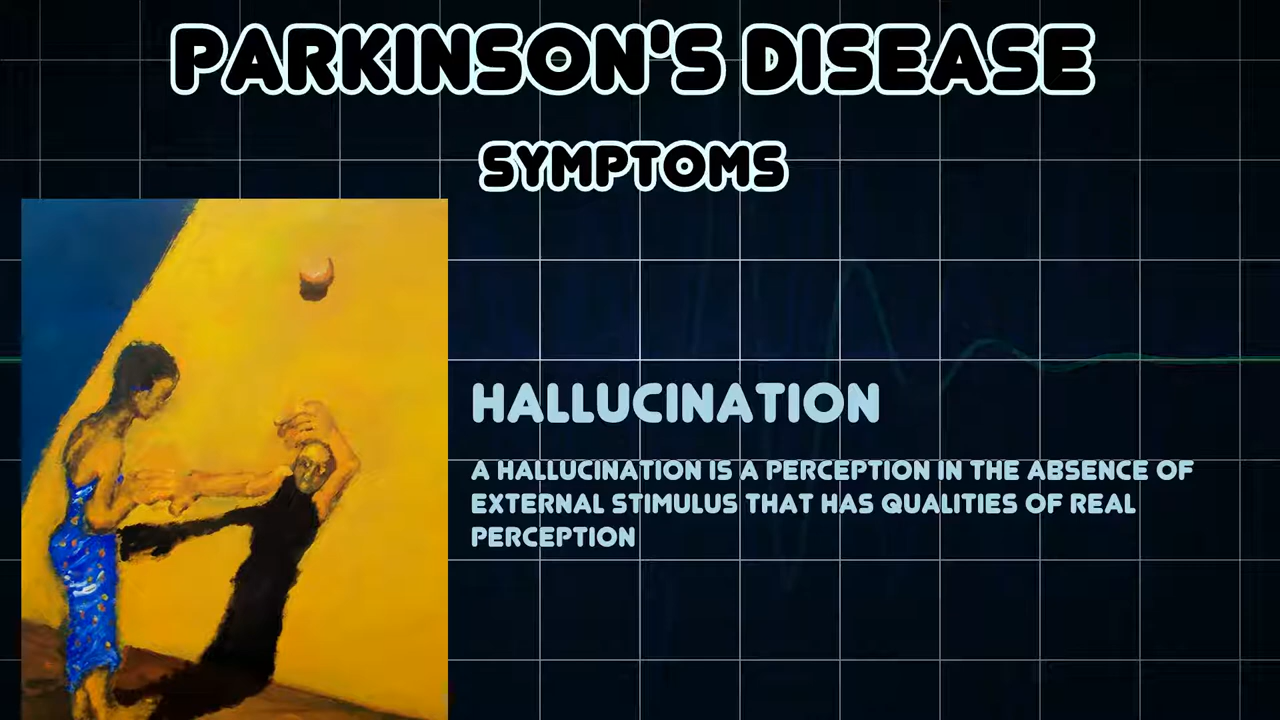 PARKINSON'S DISEASE
SYMPTOMS
HALLUCINATION
A HALLUCINATION IS A PERCEPTION IN THE ABSENCE OF
EXTERNAL STIMULUS THAT HAS QUALITIES OF REAL
PERCEPTION